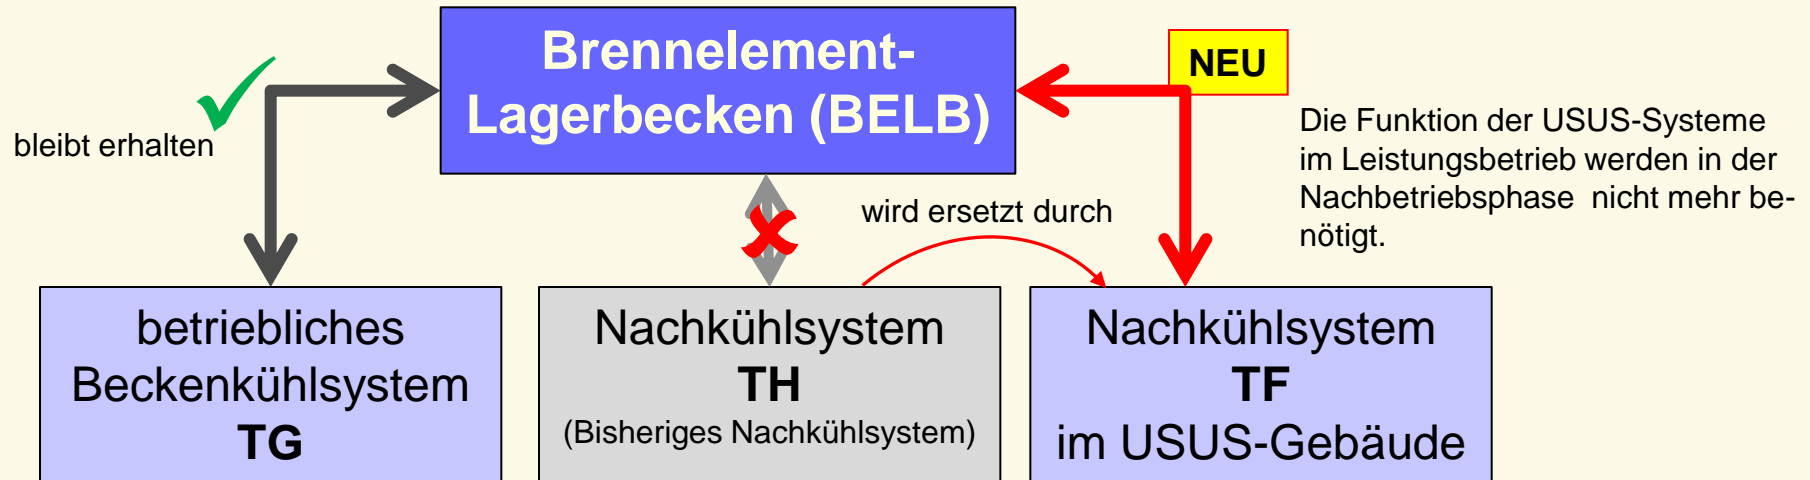 Brennelement-
Lagerbecken (BELB)
NEU
bleibt erhalten
Die Funktion der USUS-Systeme
im Leistungsbetrieb werden in der
Nachbetriebsphase nicht mehr be-
nötigt.
wird ersetzt durch
betriebliches
Beckenkühlsystem
TG
Nachkühlsystem
TH
(Bisheriges Nachkühlsystem)
Nachkühlsystem
TF
im USUS-Gebäude